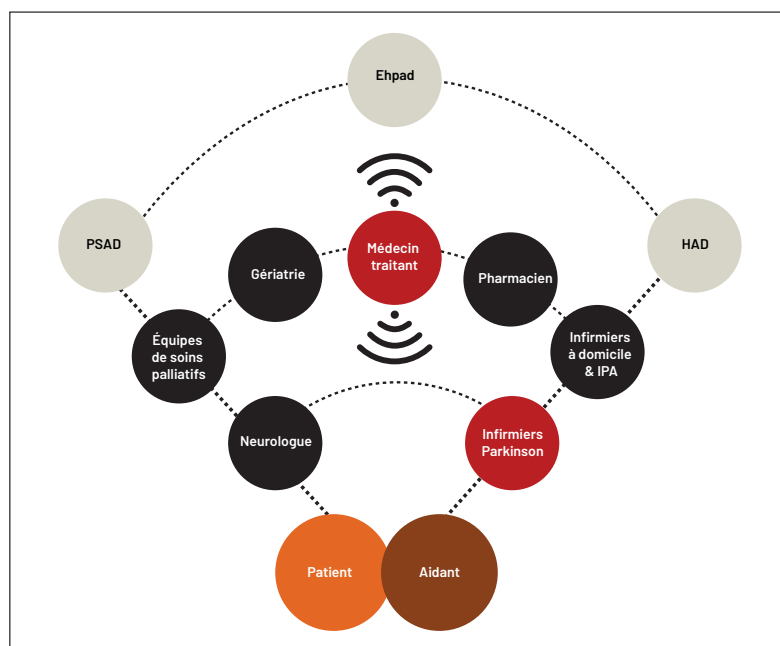 Ehpad
PSAD
HAD
Médecin
traitant
Gériatrie
Pharmacien
Équipes
de soins
palliatifs
Infirmiers
à domicile
& IPA
Neurologue
Infirmiers
Parkinson
Patient
Aidant